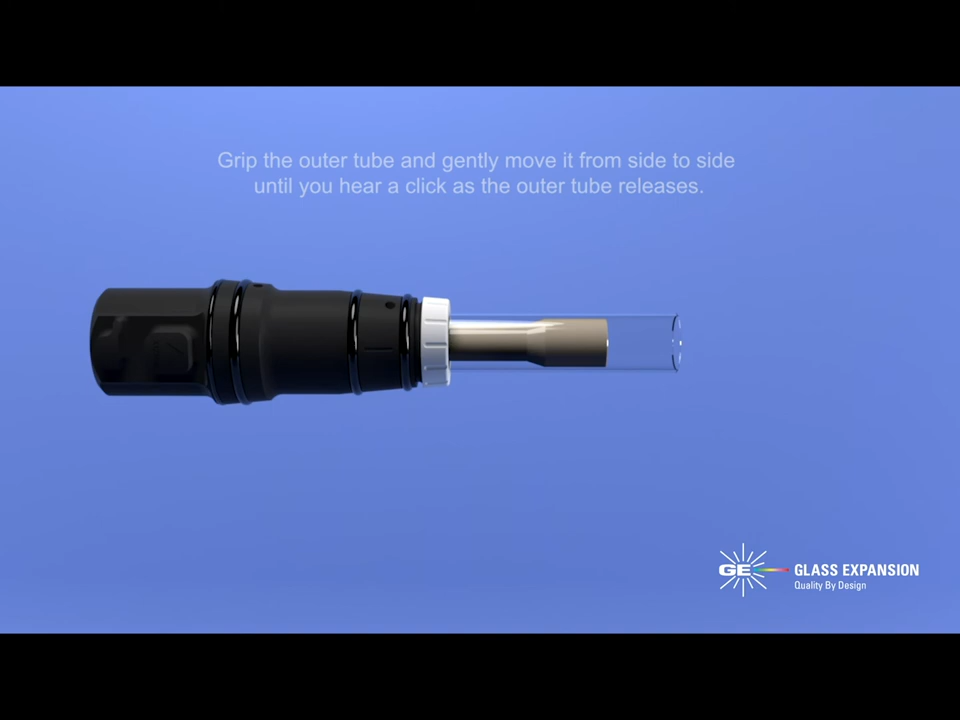 Grip the outer tube and gently move it from side to side
until you hear a click as the outer tube releases.
GE GLASS EXPANSION
Quality By Design